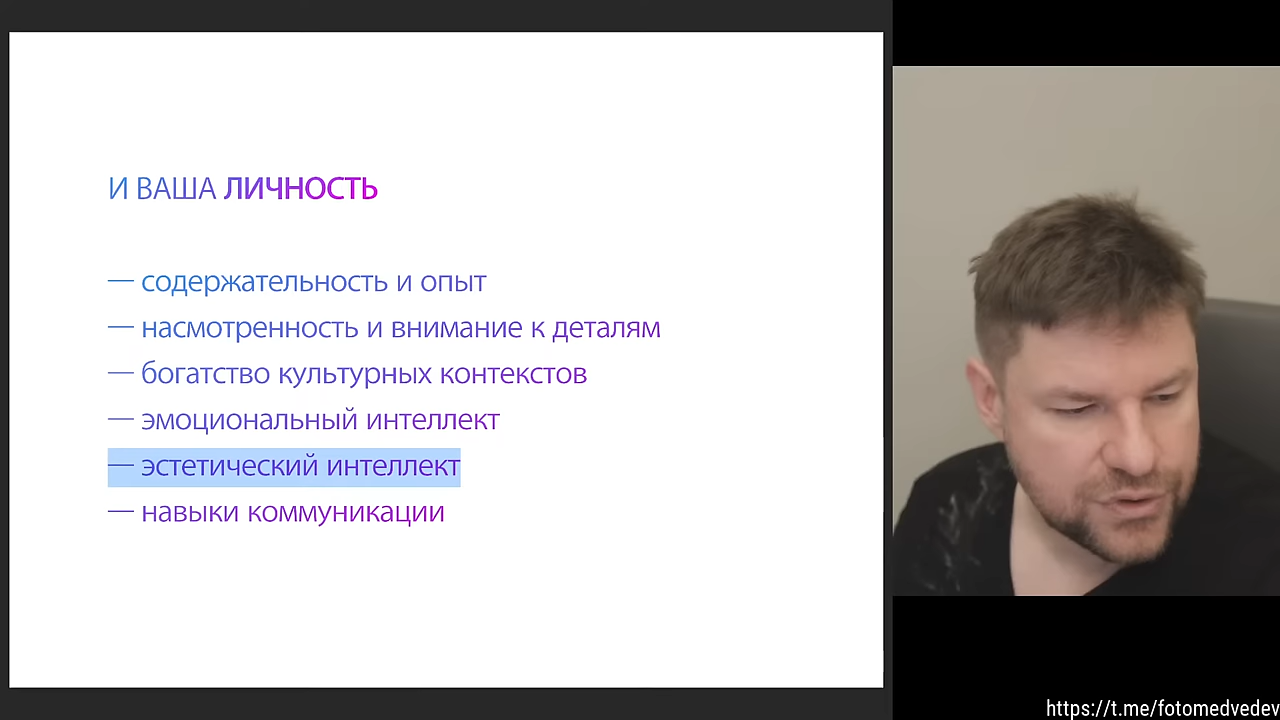 И ВАША ЛИЧНОСТЬ
— содержательность и опыт
— насмотренность и внимание к деталям
— богатство культурных контекстов
— эмоциональный интеллект
— эстетический интеллект
— навыки коммуникации
https://t.me/fotomedvedev